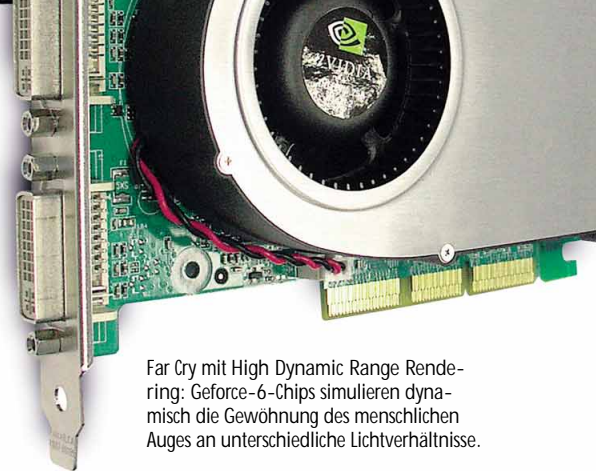 NVIDIA
Far Cry mit High Dynamic Range Rende-
ring: Geforce-6-Chips simulieren dyna-
misch die Gewöhnung des menschlichen
Auges an unterschiedliche Lichtverhältnisse.